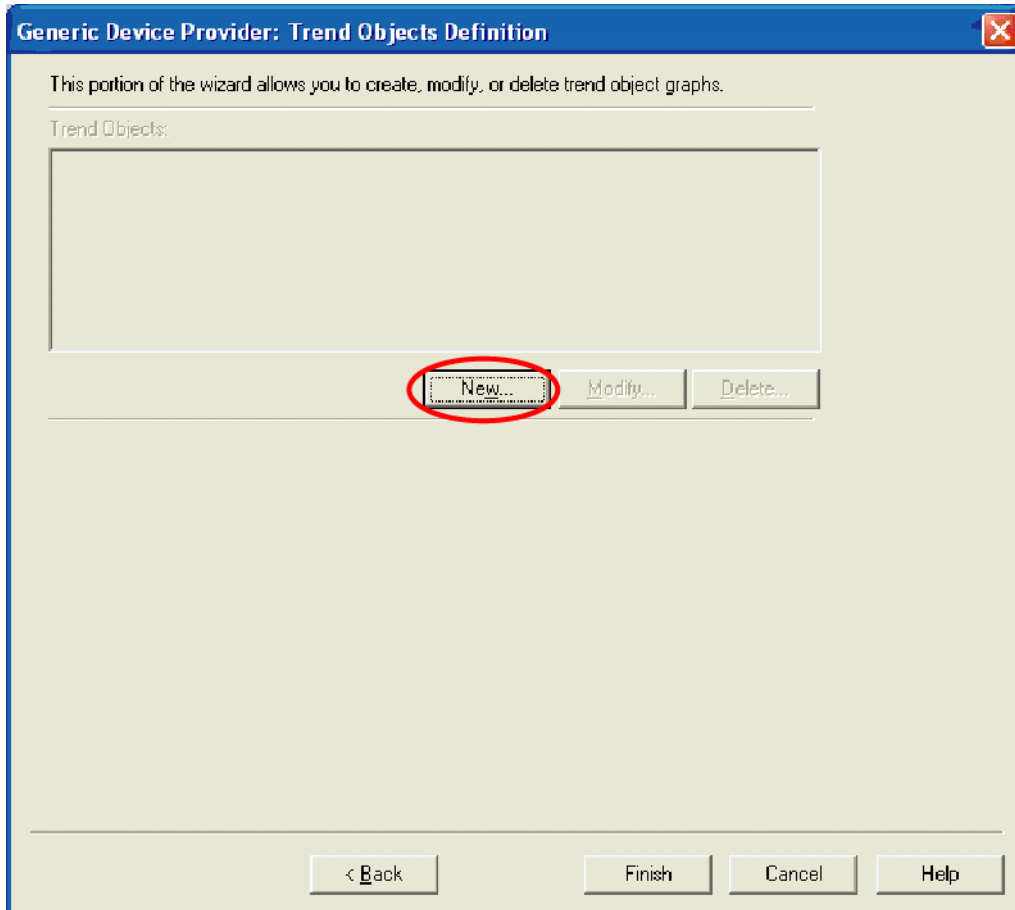 Generic Device Provider: Trend Objects Definition
This portion of the wizard allows you to create, modify, or delete trend object graphs.
Trend Objects:
New... Modify... Delete...
< Back Finish Cancel Help